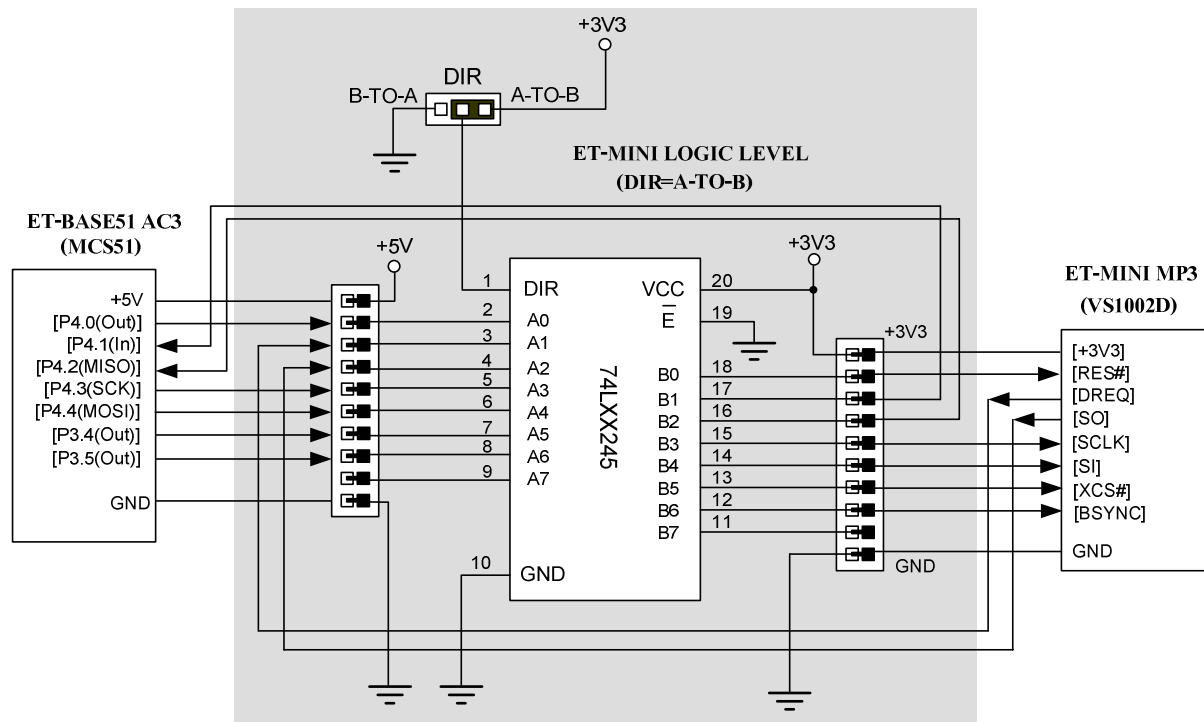 +3V3
DIR
B-TO-A
A-TO-B
ET-MINI LOGIC LEVEL
(DIR=A-TO-B)
ET-BASE51 AC3
(MCS51)
+5V
[P4.0(Out)]
[P4.1(In)]
[P4.2(MISO)]
[P4.3(SCK)]
[P4.4(MOSI)]
[P3.4(Out)]
[P3.5(Out)]
GND
+5V
1
2
3
4
5
6
7
8
9
10
DIR
A0
A1
A2
A3
A4
A5
A6
A7
GND
74LXX245
VCC
E
B0
B1
B2
B3
B4
B5
B6
B7
20
19
18
17
16
15
14
13
12
11
+3V3
+3V3
GND
ET-MINI MP3
(VS1002D)
[+3V3]
[RES#]
[DREQ]
[SO]
[SCLK]
[SI]
[XCS#]
[BSYNC]
GND